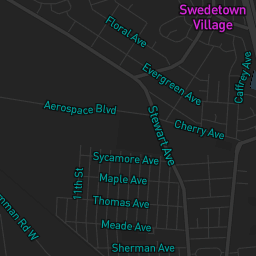 Swedetown
Village
Floral Ave
Evergreen Ave
Caffrey Ave
Aerospace Blvd
Stewart Ave
Cherry Ave
Sycamore Ave
11th St
Maple Ave
Thomas Ave
Meade Ave
Rd W
Sherman Ave